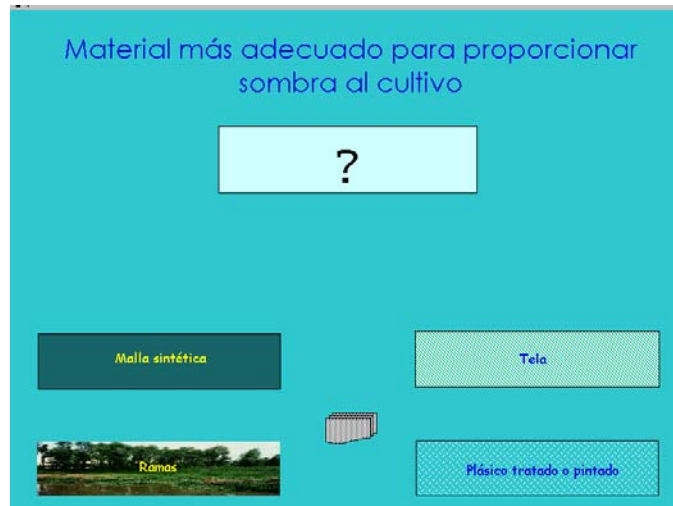 Material más adecuado para proporcionar
sombra al cultivo
?
Malla sintética
Tela
Ramas
Plásico tratado o pintado